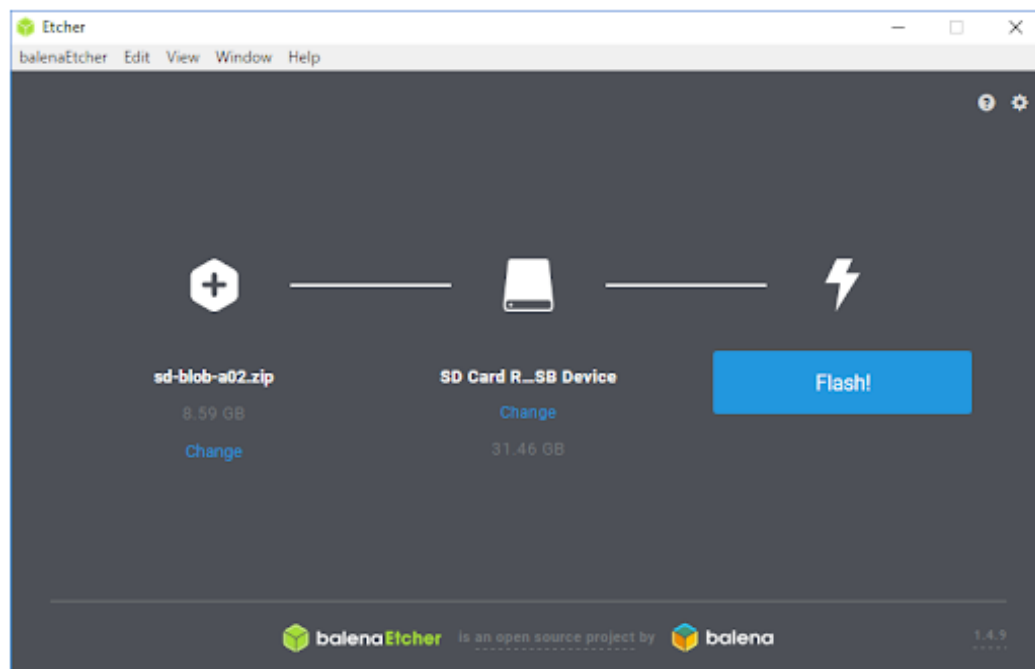 Etcher
balenaEtcher Edit View Window Help
sd-blob-a02.zip
8.59 GB
Change
SD Card R...SB Device
Change
31.46 GB
Flash!
balenaEtcher is an open source project by balena
1.4.9